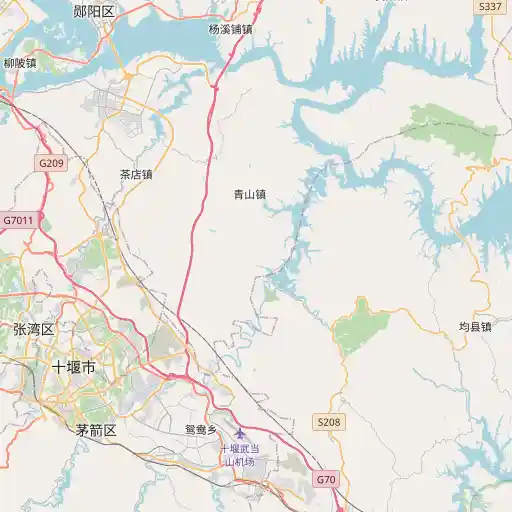 郧阳区
S337
杨溪铺镇
柳陂镇
G209
茶店镇
青山镇
G7011
张湾区
均县镇
十堰市
S208
茅箭区
鸳鸯乡
十堰武当
山机场
G70